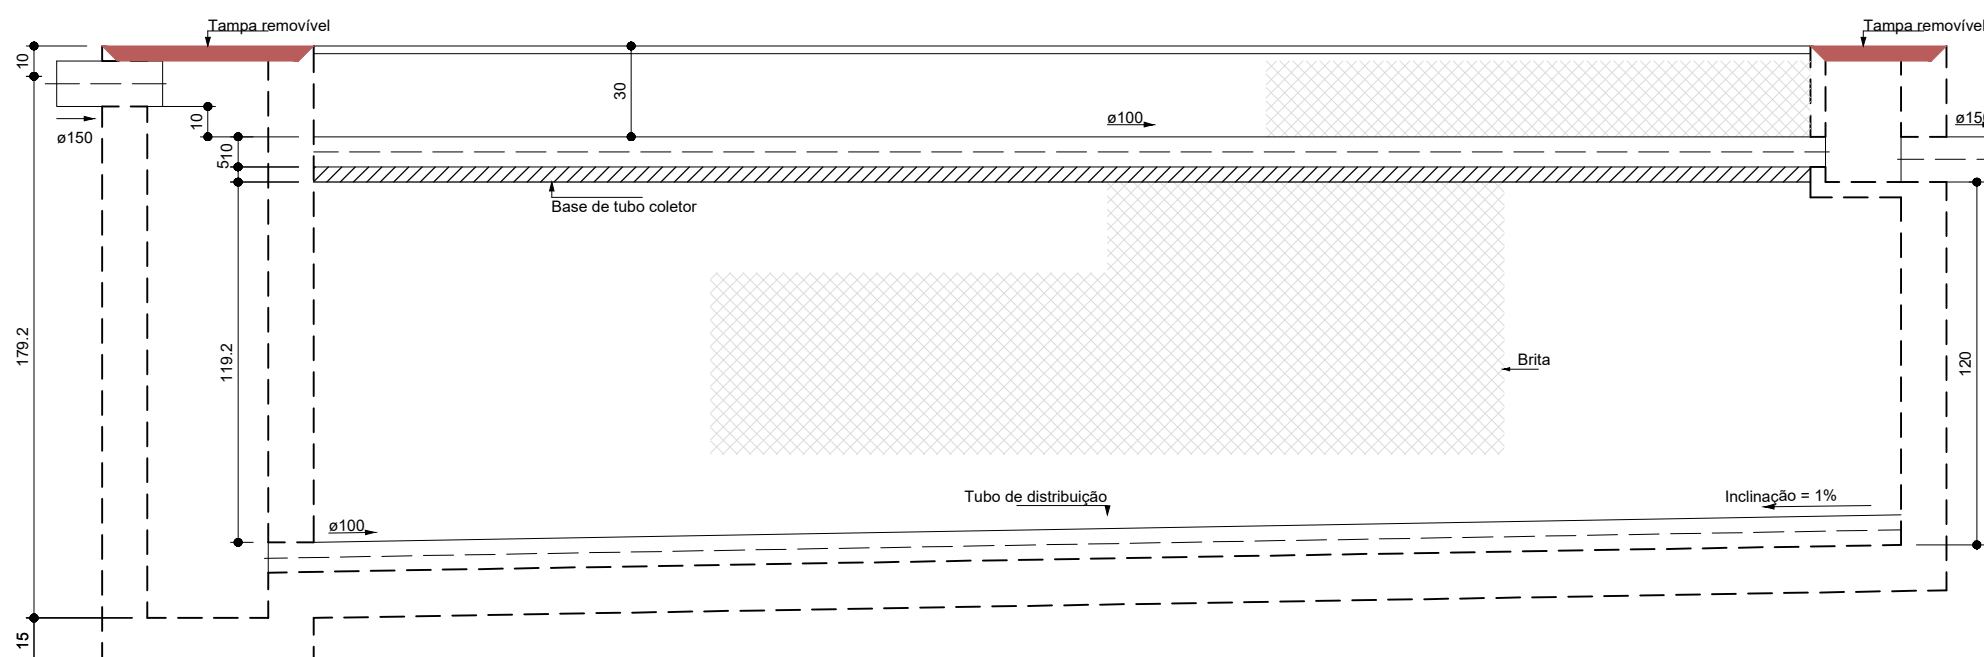 Tampa removível
Tampa removível
10
30
ø100
ø150
10
ø15
10
5
Base de tubo coletor
179.2
119.2
Brita
120
Tubo de distribuição
Inclinação = 1%
ø100
15